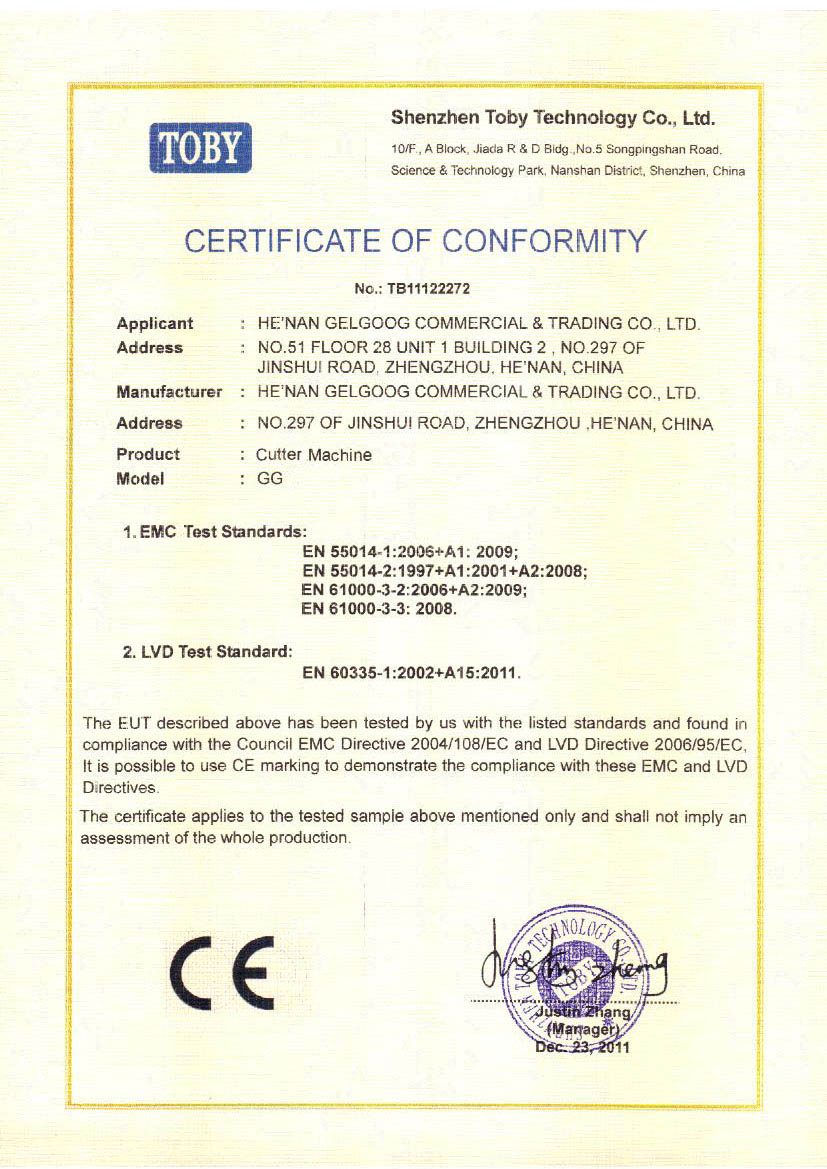 TOBY
Shenzhen Toby Technology Co., Ltd.
10/F., A Block, Jiada R & D Bldg.,No.5 Songpingshan Road.
Science & Technology Park, Nanshan District, Shenzhen, China
CERTIFICATE OF CONFORMITY
No.: TB11122272
Applicant : HE'NAN GELGOOG COMMERCIAL & TRADING CO., LTD.
Address : NO.51 FLOOR 28 UNIT 1 BUILDING 2 , NO.297 OF
JINSHUI ROAD, ZHENGZHOU, HE'NAN, CHINA
Manufacturer : HE'NAN GELGOOG COMMERCIAL & TRADING CO., LTD.
Address : NO.297 OF JINSHUI ROAD, ZHENGZHOU ,HE'NAN, CHINA
Product : Cutter Machine
Model : GG
1. EMC Test Standards:
EN 55014-1:2006+A1: 2009;
EN 55014-2:1997+A1:2001+A2:2008;
EN 61000-3-2:2006+A2:2009;
EN 61000-3-3: 2008.
2. LVD Test Standard:
EN 60335-1:2002+A15:2011.
The EUT described above has been tested by us with the listed standards and found in
compliance with the Council EMC Directive 2004/108/EC and LVD Directive 2006/95/EC,
It is possible to use CE marking to demonstrate the compliance with these EMC and LVD
Directives.
The certificate applies to the tested sample above mentioned only and shall not imply an
assessment of the whole production.
CE
SHENZHEN TOBY TECHNOLOGY CO., LTD.
TOBY
Justin Zhang
(Manager)
Dec. 23, 2011